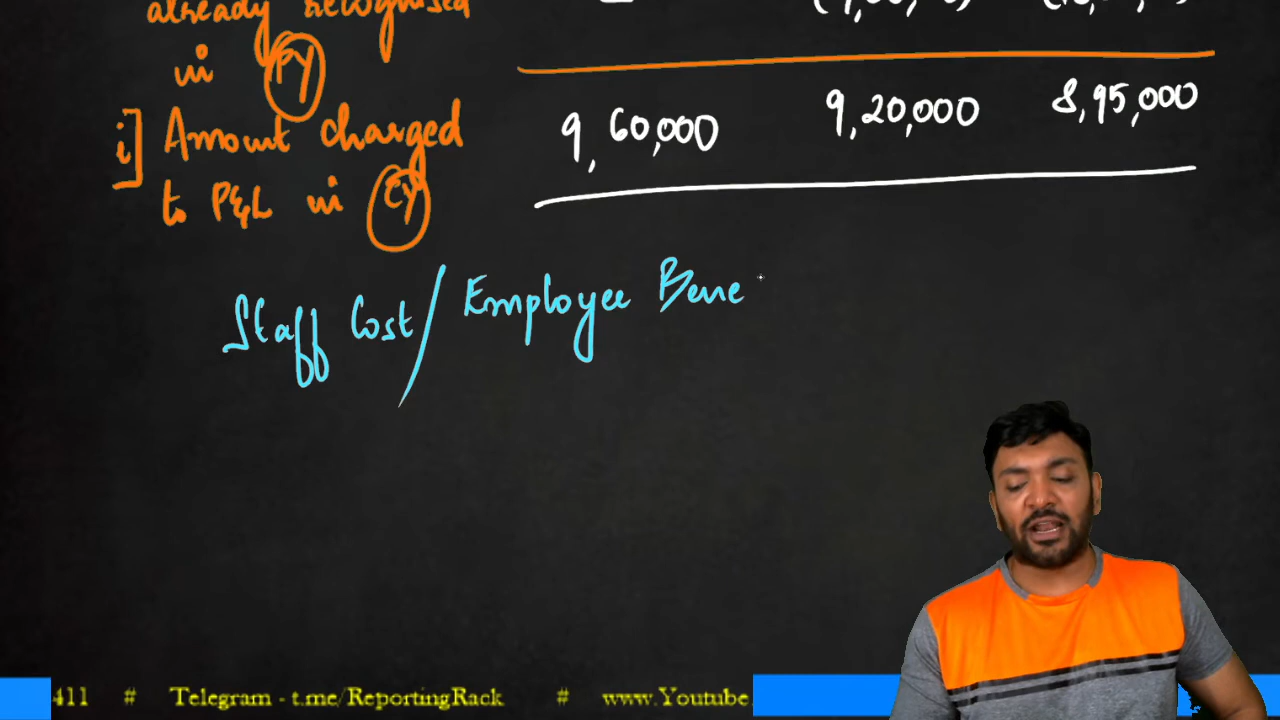 already recognised
in PY
i] Amount charged 9,60,000 9,20,000 8,95,000
to P&L in CY
Staff Cost/Employee Bene
411 # Telegram - t.me/ReportingRack # www.Youtube